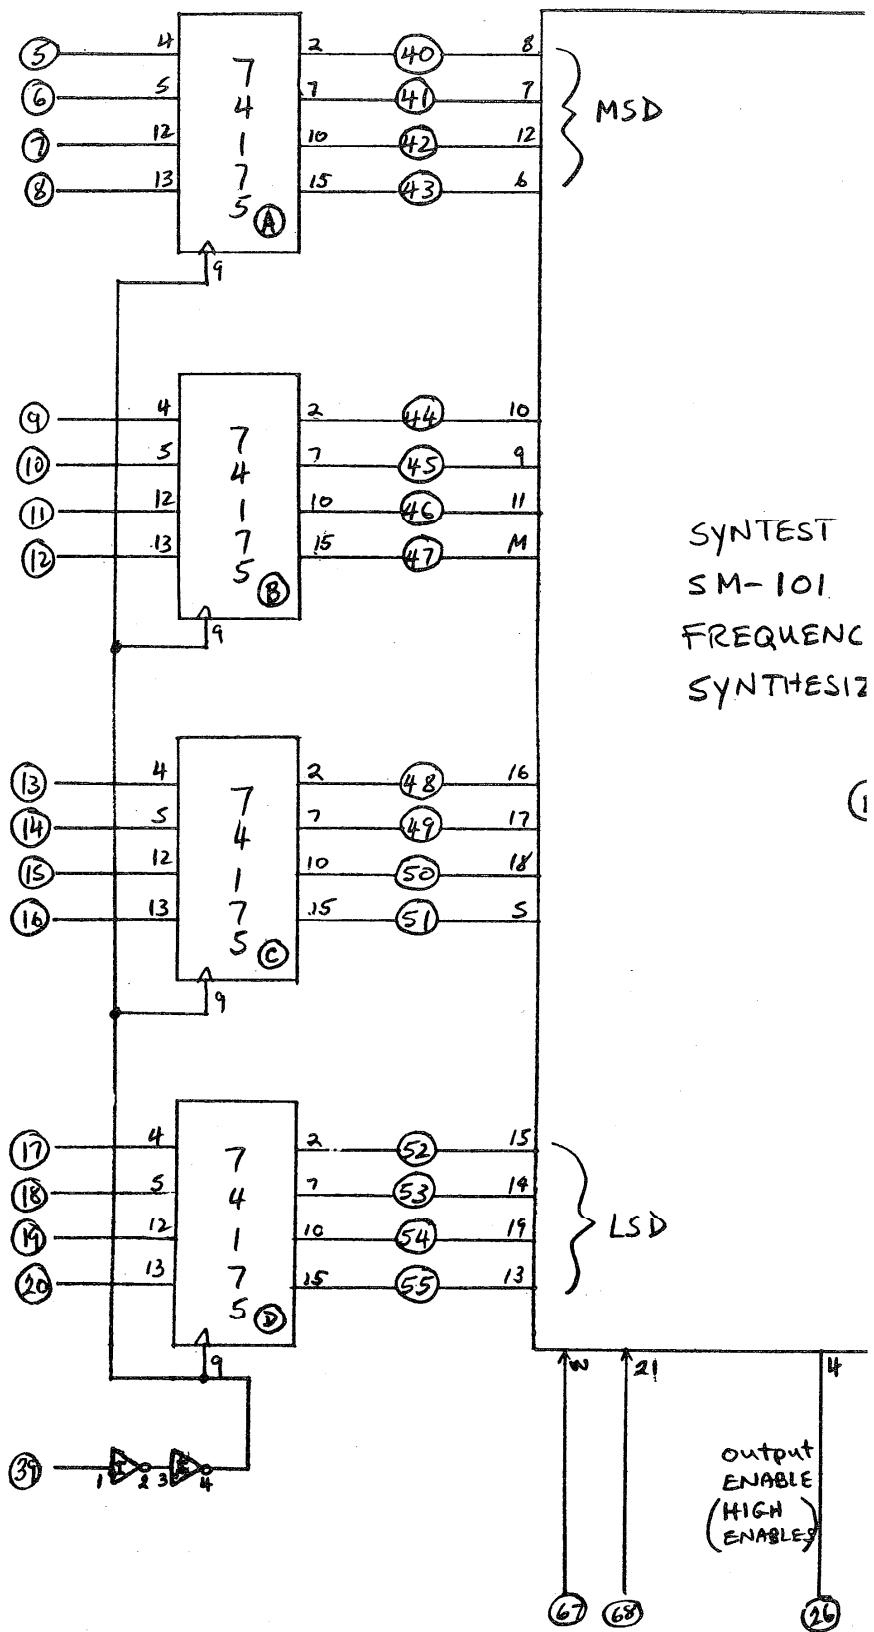 5 4 2 40 8
6 5 7 41 7
7 12 10 42 12
8 13 15 43 6
7
4
1
7
5 A
9
MSD
9 4 2 44 10
10 5 7 45 9
11 12 10 46 11
12 13 15 47 M
7
4
1
7
5 B
9
SYNTEST
SM-101
FREQUENC
SYNTHESIZ
13 4 2 48 16
14 5 7 49 17
15 12 10 50 18
16 13 15 51 S
7
4
1
7
5 C
9
17 4 2 52 15
18 5 7 53 14
19 12 10 54 19
20 13 15 55 13
7
4
1
7
5 D
9
LSD
W 21 4
39 1 2 3 4
output
ENABLE
(HIGH
ENABLES)
67 68 26